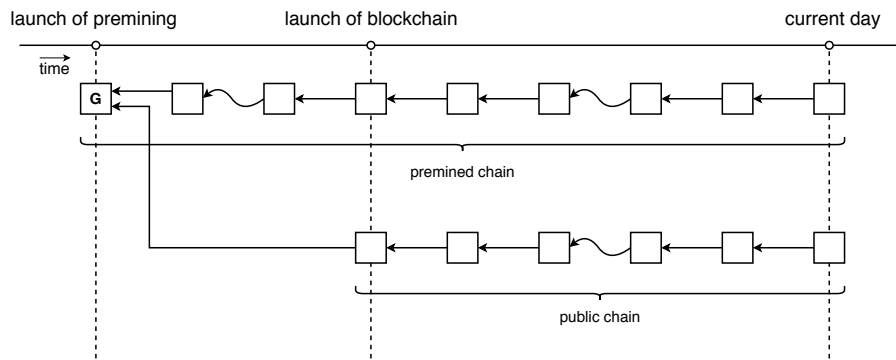 launch of premining
launch of blockchain
current day
time
G
premined chain
public chain